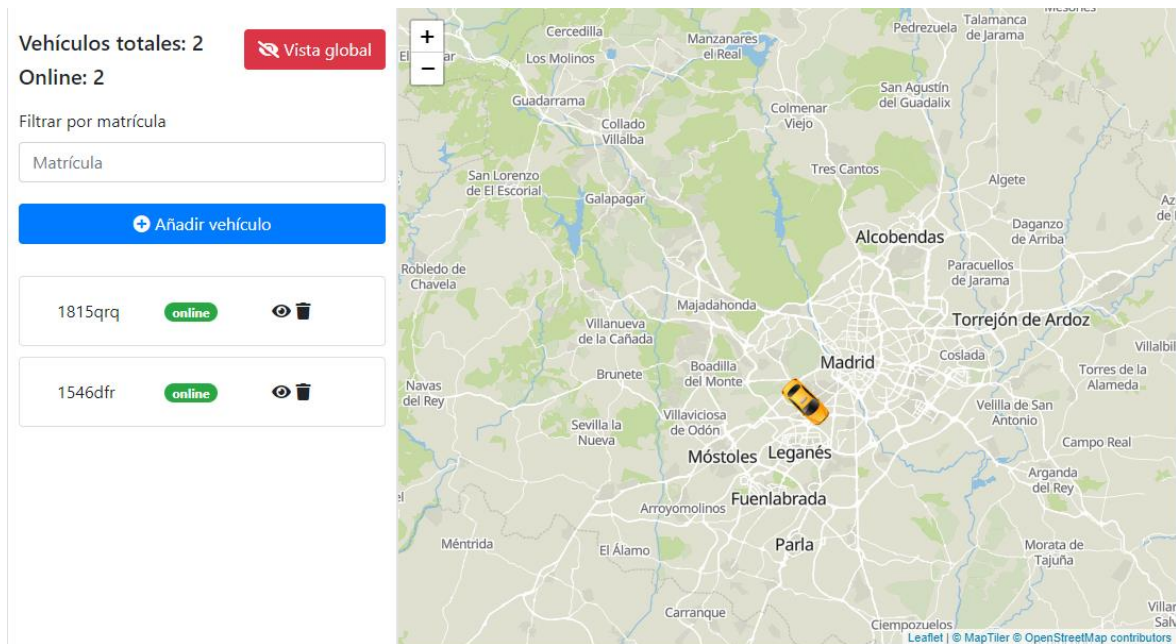 Vehículos totales: 2
Online: 2
Vista global
Filtrar por matrícula
Matrícula
Añadir vehículo
1815qrq online
1546dfr online
+
−
Cercedilla
Los Molinos
Manzanares
el Real
Pedrezuela
Talamanca
de Jarama
San Agustín
del Guadalix
Guadarrama
Colmenar
Viejo
Collado
Villalba
Tres Cantos
San Lorenzo
de El Escorial
Galapagar
Algete
Daganzo
de Arriba
Alcobendas
Paracuellos
de Jarama
Robledo de
Chavela
Majadahonda
Torrejón de Ardoz
Villanueva
de la Cañada
Madrid
Coslada
Boadilla
del Monte
Brunete
Torres de la
Alameda
Navas
del Rey
Villaviciosa
de Odón
Velilla de San
Antonio
Sevilla la
Nueva
Campo Real
Móstoles
Leganés
Arganda
del Rey
Fuenlabrada
Arroyomolinos
Méntrida
El Álamo
Parla
Morata de
Tajuña
Carranque
Ciempozuelos
Leaflet | © MapTiler © OpenStreetMap contributors